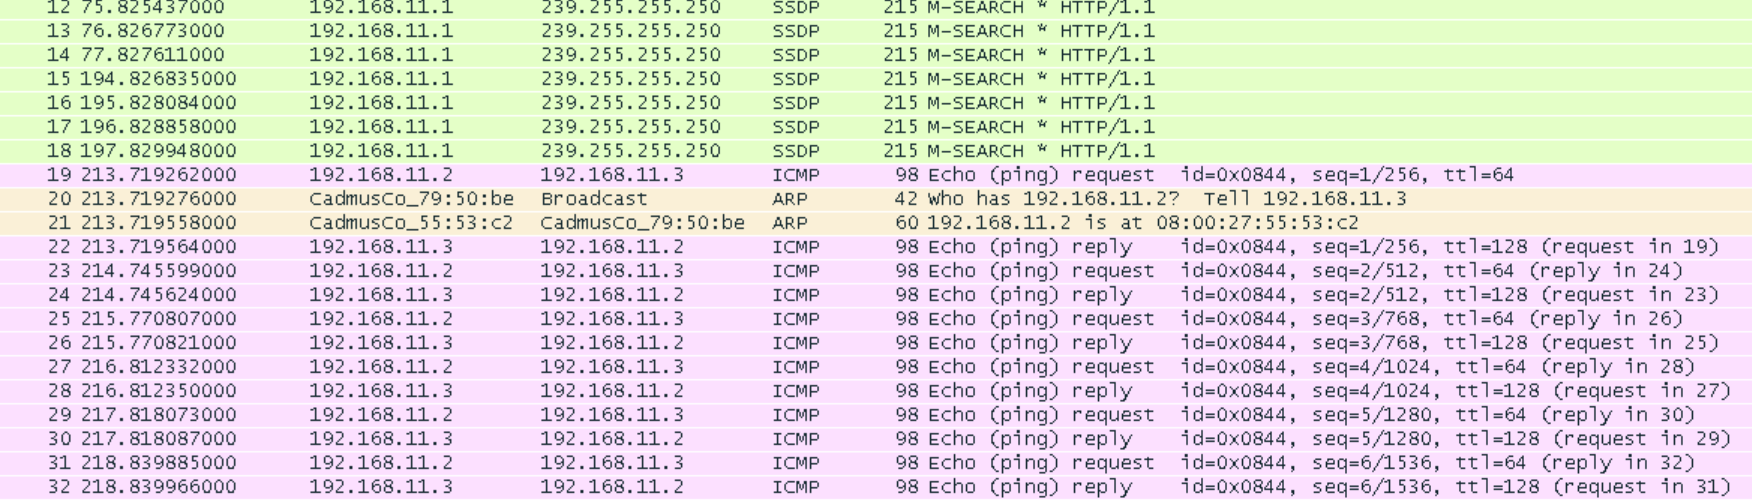 12 75.825437000 192.168.11.1 239.255.255.250 SSDP 215 M-SEARCH * HTTP/1.1
13 76.826773000 192.168.11.1 239.255.255.250 SSDP 215 M-SEARCH * HTTP/1.1
14 77.827611000 192.168.11.1 239.255.255.250 SSDP 215 M-SEARCH * HTTP/1.1
15 194.826835000 192.168.11.1 239.255.255.250 SSDP 215 M-SEARCH * HTTP/1.1
16 195.828084000 192.168.11.1 239.255.255.250 SSDP 215 M-SEARCH * HTTP/1.1
17 196.828858000 192.168.11.1 239.255.255.250 SSDP 215 M-SEARCH * HTTP/1.1
18 197.829948000 192.168.11.1 239.255.255.250 SSDP 215 M-SEARCH * HTTP/1.1
19 213.719262000 192.168.11.2 192.168.11.3 ICMP 98 Echo (ping) request id=0x0844, seq=1/256, ttl=64
20 213.719276000 CadmusCo_79:50:be Broadcast ARP 42 Who has 192.168.11.2? Tell 192.168.11.3
21 213.719558000 CadmusCo_55:53:c2 CadmusCo_79:50:be ARP 60 192.168.11.2 is at 08:00:27:55:53:c2
22 213.719564000 192.168.11.3 192.168.11.2 ICMP 98 Echo (ping) reply id=0x0844, seq=1/256, ttl=128 (request in 19)
23 214.745599000 192.168.11.2 192.168.11.3 ICMP 98 Echo (ping) request id=0x0844, seq=2/512, ttl=64 (reply in 24)
24 214.745624000 192.168.11.3 192.168.11.2 ICMP 98 Echo (ping) reply id=0x0844, seq=2/512, ttl=128 (request in 23)
25 215.770807000 192.168.11.2 192.168.11.3 ICMP 98 Echo (ping) request id=0x0844, seq=3/768, ttl=64 (reply in 26)
26 215.770821000 192.168.11.3 192.168.11.2 ICMP 98 Echo (ping) reply id=0x0844, seq=3/768, ttl=128 (request in 25)
27 216.812332000 192.168.11.2 192.168.11.3 ICMP 98 Echo (ping) request id=0x0844, seq=4/1024, ttl=64 (reply in 28)
28 216.812350000 192.168.11.3 192.168.11.2 ICMP 98 Echo (ping) reply id=0x0844, seq=4/1024, ttl=128 (request in 27)
29 217.818073000 192.168.11.2 192.168.11.3 ICMP 98 Echo (ping) request id=0x0844, seq=5/1280, ttl=64 (reply in 30)
30 217.818087000 192.168.11.3 192.168.11.2 ICMP 98 Echo (ping) reply id=0x0844, seq=5/1280, ttl=128 (request in 29)
31 218.839885000 192.168.11.2 192.168.11.3 ICMP 98 Echo (ping) request id=0x0844, seq=6/1536, ttl=64 (reply in 32)
32 218.839966000 192.168.11.3 192.168.11.2 ICMP 98 Echo (ping) reply id=0x0844, seq=6/1536, ttl=128 (request in 31)